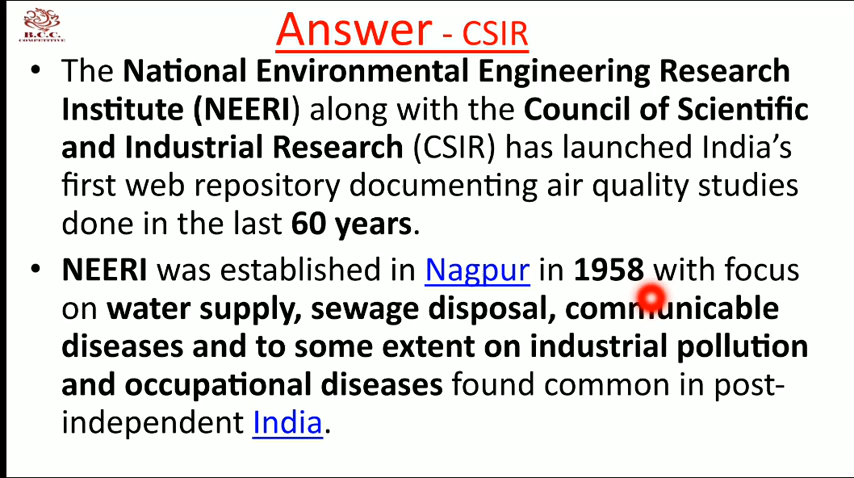 B.C.C.
COMPETITIVE
Answer - CSIR
• The National Environmental Engineering Research
Institute (NEERI) along with the Council of Scientific
and Industrial Research (CSIR) has launched India’s
first web repository documenting air quality studies
done in the last 60 years.
• NEERI was established in Nagpur in 1958 with focus
on water supply, sewage disposal, communicable
diseases and to some extent on industrial pollution
and occupational diseases found common in post-
independent India.